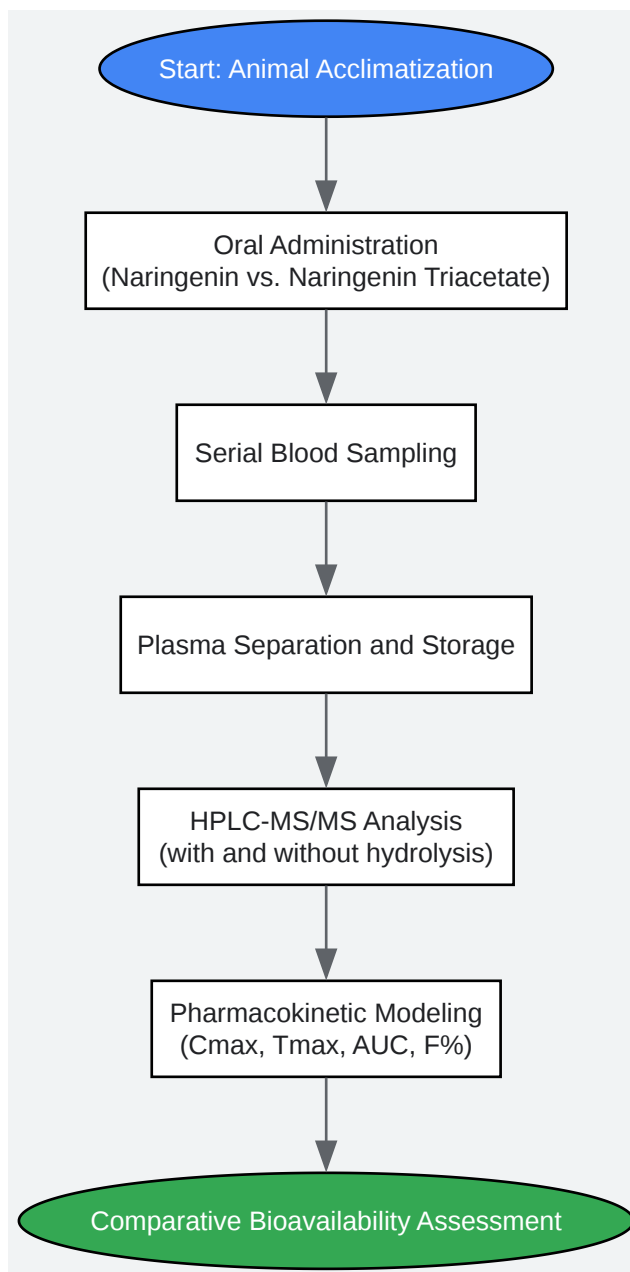 Start: Animal Acclimatization
Oral Administration
(Naringenin vs. Naringenin Triacetate)
Serial Blood Sampling
Plasma Separation and Storage
HPLC-MS/MS Analysis
(with and without hydrolysis)
Pharmacokinetic Modeling
(Cmax, Tmax, AUC, F%)
Comparative Bioavailability Assessment